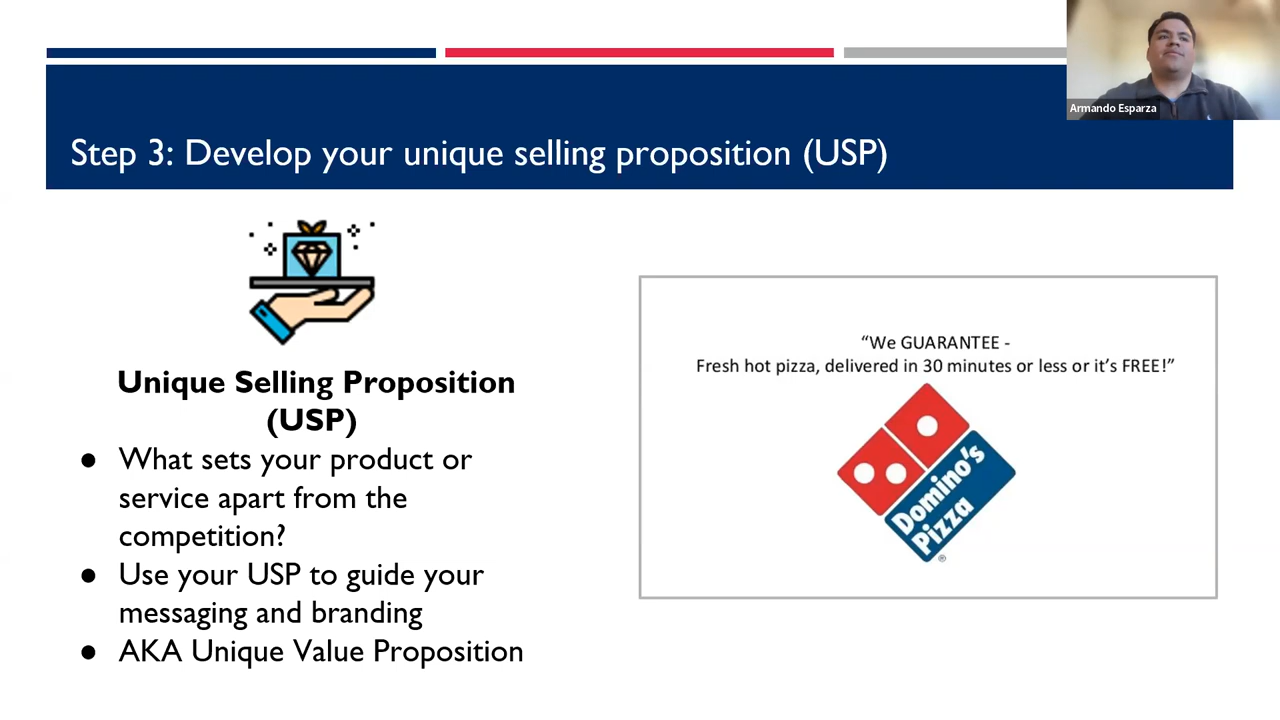 Armando Esparza
Step 3: Develop your unique selling proposition (USP)
Unique Selling Proposition
(USP)
● What sets your product or
service apart from the
competition?
● Use your USP to guide your
messaging and branding
● AKA Unique Value Proposition
“We GUARANTEE -
Fresh hot pizza, delivered in 30 minutes or less or it’s FREE!”
Domino's
Pizza
®